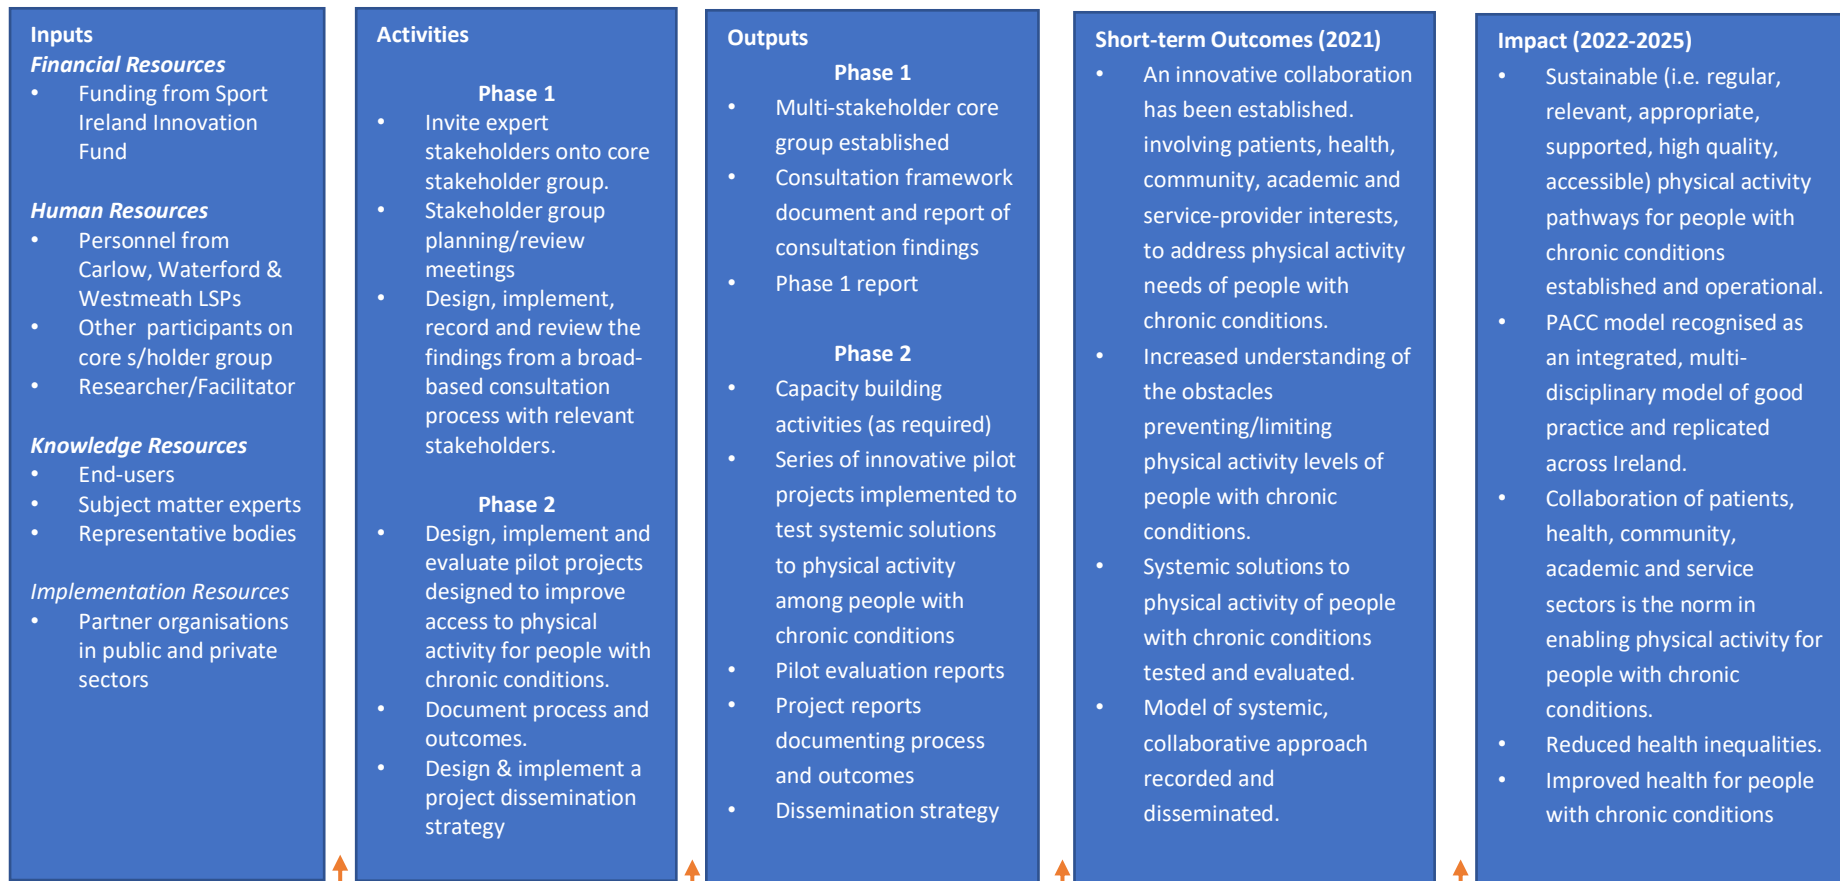 Inputs
Financial Resources
• Funding from Sport
Ireland Innovation
Fund
Human Resources
• Personnel from
Carlow, Waterford &
Westmeath LSPs
• Other participants on
core s/holder group
• Researcher/Facilitator
Knowledge Resources
• End-users
• Subject matter experts
• Representative bodies
Implementation Resources
• Partner organisations
in public and private
sectors
Activities
Phase 1
• Invite expert
stakeholders onto core
stakeholder group.
• Stakeholder group
planning/review
meetings
• Design, implement,
record and review the
findings from a broad-
based consultation
process with relevant
stakeholders.
Phase 2
• Design, implement and
evaluate pilot projects
designed to improve
access to physical
activity for people with
chronic conditions.
• Document process and
outcomes.
• Design & implement a
project dissemination
strategy
Outputs
Phase 1
• Multi-stakeholder core
group established
• Consultation framework
document and report of
consultation findings
• Phase 1 report
Phase 2
• Capacity building
activities (as required)
• Series of innovative pilot
projects implemented to
test systemic solutions
to physical activity
among people with
chronic conditions
• Pilot evaluation reports
• Project reports
documenting process
and outcomes
• Dissemination strategy
Short-term Outcomes (2021)
• An innovative collaboration
has been established.
involving patients, health,
community, academic and
service-provider interests,
to address physical activity
needs of people with
chronic conditions.
• Increased understanding of
the obstacles
preventing/limiting
physical activity levels of
people with chronic
conditions.
• Systemic solutions to
physical activity of people
with chronic conditions
tested and evaluated.
• Model of systemic,
collaborative approach
recorded and
disseminated.
Impact (2022-2025)
• Sustainable (i.e. regular,
relevant, appropriate,
supported, high quality,
accessible) physical activity
pathways for people with
chronic conditions
established and operational.
• PACC model recognised as
an integrated, multi-
disciplinary model of good
practice and replicated
across Ireland.
• Collaboration of patients,
health, community,
academic and service
sectors is the norm in
enabling physical activity for
people with chronic
conditions.
• Reduced health inequalities.
• Improved health for people
with chronic conditions